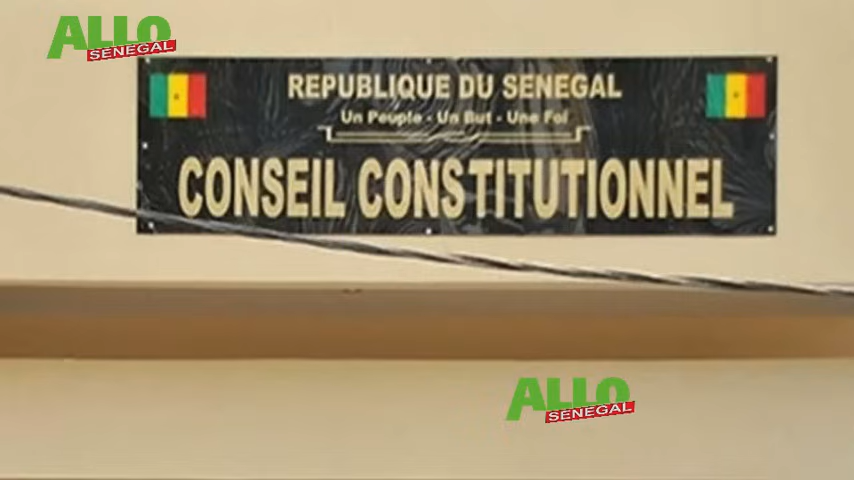 ALLO
SENEGAL
REPUBLIQUE DU SENEGAL
Un Peuple - Un But - Une Foi
CONSEIL CONSTITUTIONNEL
ALLO
SENEGAL